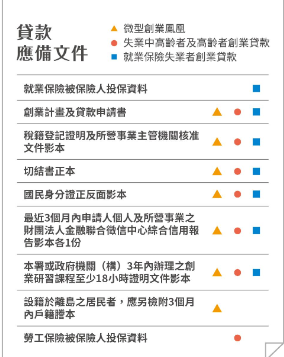 貸款
應備文件
▲ 微型創業鳳凰
● 失業中高齡者及高齡者創業貸款
■ 就業保險失業者創業貸款
就業保險被保險人投保資料 ■
創業計畫及貸款申請書 ▲ ● ■
稅籍登記證明及所營事業主管機關核准
文件影本 ▲ ● ■
切結書正本 ▲ ● ■
國民身分證正反面影本 ▲ ● ■
最近3個月內申請人個人及所營事業之
財團法人金融聯合徵信中心綜合信用報
告影本各1份 ▲ ● ■
本署或政府機關（構）3年內辦理之創
業研習課程至少18小時證明文件影本 ▲ ● ■
設籍於離島之居民者，應另檢附3個月
內戶籍謄本 ▲
勞工保險被保險人投保資料 ●